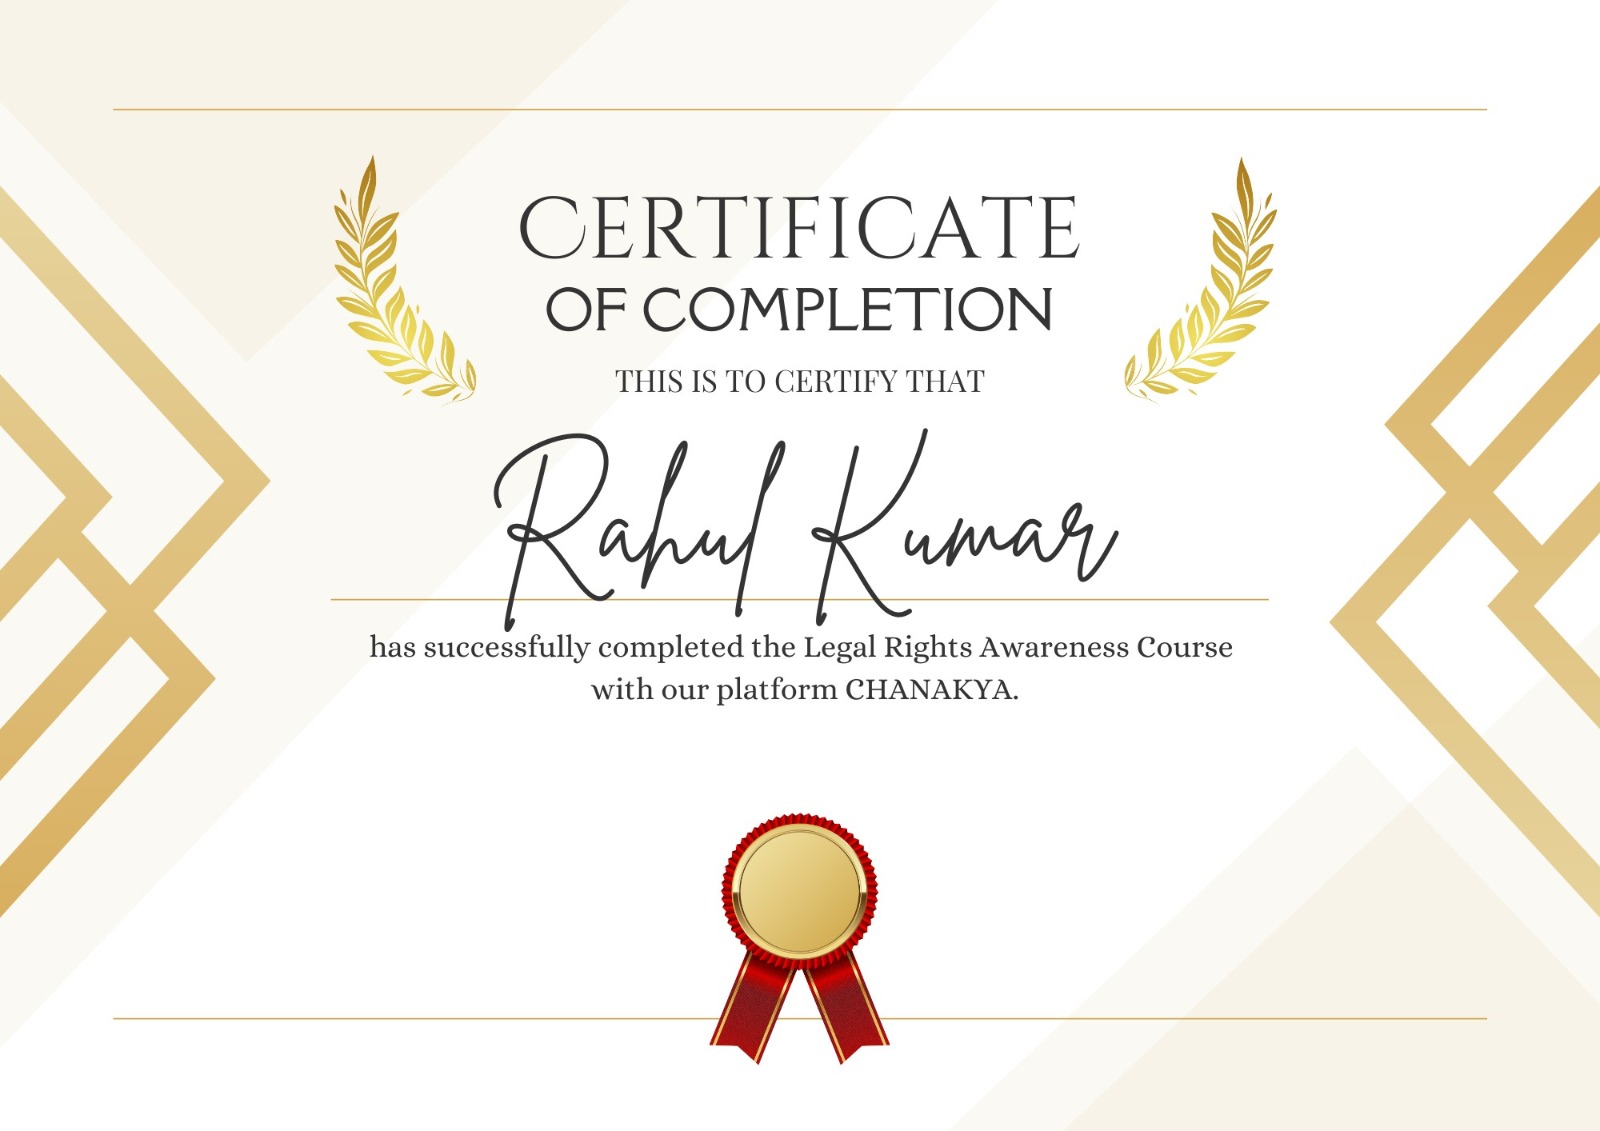 CERTIFICATE
OF COMPLETION
THIS IS TO CERTIFY THAT
Rahul Kumar
has successfully completed the Legal Rights Awareness Course
with our platform CHANAKYA.